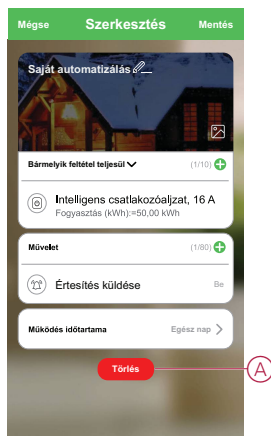 Mégse Szerkesztés Mentés
Saját automatizálás
Bármelyik feltétel teljesül (1/10)
Intelligens csatlakozóaljzat, 16 A
Fogyasztás (kWh):=50,00 kWh
Művelet (1/80)
Értesítés küldése Be
Működés időtartama Egész nap
Törlés
A